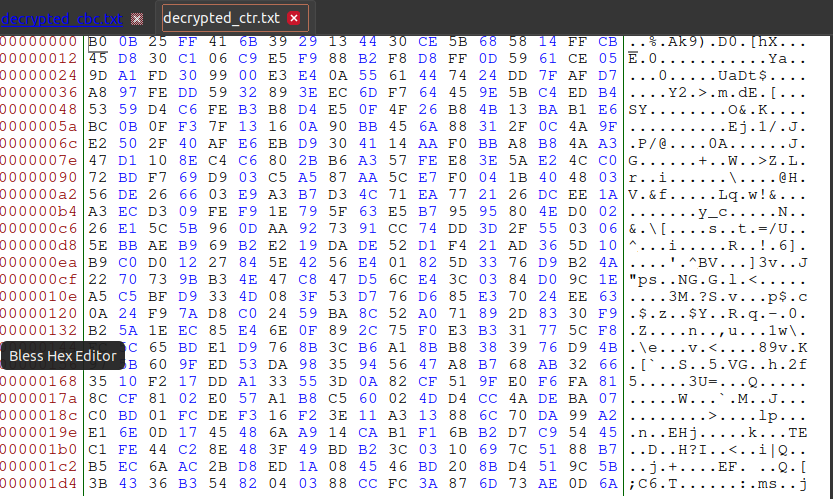 decrypted_cbc.txt decrypted_ctr.txt
00000000 B0 0B 25 FF 41 6B 39 29 13 44 30 CE 5B 68 58 14 FF CB ..%.Ak9).D0.[hX...
00000012 45 D8 30 C1 06 C9 E5 F9 88 B2 F8 D8 FF 0D 59 61 CE 05 E.0...........Ya..
00000024 9D A1 FD 30 99 00 E3 E4 0A 55 61 44 74 24 DD 7F AF D7 ...0.....UaDt$....
00000036 A8 97 FE DD 59 32 89 3E EC 6D F7 64 45 9E 5B C4 ED B4 ....Y2.>.m.dE.[...
00000048 53 59 D4 C6 FE B3 B8 D4 E5 0F 4F 26 B8 4B 13 BA B1 E6 SY........O&.K....
0000005a BC 0B 0F F3 7F 13 16 0A 90 BB 45 6A 88 31 2F 0C 4A 9F ..........Ej.1/.J.
0000006c E2 50 2F 40 AF E6 EB D9 30 41 14 AA F0 BB A8 B8 4A A3 .P/@....0A......J.
0000007e 47 D1 10 8E C4 C6 80 2B B6 A3 57 FE E8 3E 5A E2 4C C0 G......+..W..>Z.L.
00000090 72 BD F7 69 D9 03 C5 A5 87 AA 5C E7 F0 04 1B 40 48 03 r..i......\....@H.
000000a2 56 DE 26 66 03 E9 A3 B7 D3 4C 71 EA 77 21 26 DC EE 1A V.&f.....Lq.w!&...
000000b4 A3 EC D3 09 FE F9 1E 79 5F 63 E5 B7 95 95 80 4E D0 02 .......y_c.....N..
000000c6 26 E1 5C 5B 96 0D AA 92 73 91 CC 74 DD 3D 2F 55 03 06 &.\[....s..t.=/U..
000000d8 5E BB AE B9 69 B2 E2 19 DA DE 52 D1 F4 21 AD 36 5D 10 ^...i.....R..!.6].
000000ea B9 C0 D0 12 27 84 5E 42 56 E4 01 82 5D 33 76 D9 B2 4A ....'.^BV...]3v..J
000000cf 22 70 73 9B B3 4E 47 C8 47 D5 6C E4 3C 03 84 D0 9C 1E "ps..NG.G.l.<.....
0000010e A5 C5 BF D9 33 4D 08 3F 53 D7 76 D6 85 E3 70 24 EE 63 ....3M.?S.v...p$.c
00000120 0A 24 F9 7A D8 C0 24 59 BA 8C 52 A0 71 89 2D 83 30 F9 .$.z..$Y..R.q.-.0.
00000132 B2 5A 1E EC 85 E4 6E 0F 89 2C 75 F0 E3 B3 31 77 5C F8 .Z....n..,u...1w\.
5C 65 BD E1 D9 76 8B 3C B6 A1 8B B8 38 39 76 D9 4B .\e...v.<....89v.K
Bless Hex Editor
5B 60 9F ED 53 DA 98 35 94 56 47 A8 B7 68 AB 32 66 .[`..S..5.VG..h.2f
00000168 35 10 F2 17 DD A1 33 55 3D 0A 82 CF 51 9F E0 F6 FA 81 5.....3U=...Q.....
0000017a 8C CF 81 02 E0 57 A1 B8 C5 60 02 4D D4 CC 4A DE BA 07 .....W...`.M..J...
0000018c C0 BD 01 FC DE F3 16 F2 3E 11 A3 13 88 6C 70 DA 99 A2 ........>....lp...
0000019e E1 6E 0D 17 45 48 6A A9 14 CA B1 F1 6B B2 D7 C9 54 45 .n..EHj.....k...TE
000001b0 C1 FE 44 C2 8E 48 3F 49 BD B2 3C 03 10 69 7C 51 88 B7 ..D..H?I..<..i|Q..
000001c2 B5 EC 6A AC 2B D8 ED 1A 08 45 46 BD 20 8B D4 51 9C 5B ..j.+....EF. ..Q.[
000001d4 3B 43 36 B3 54 82 04 03 88 CC FC 3A 87 6D 73 AE 0D 6A ;C6.T......:.ms..j